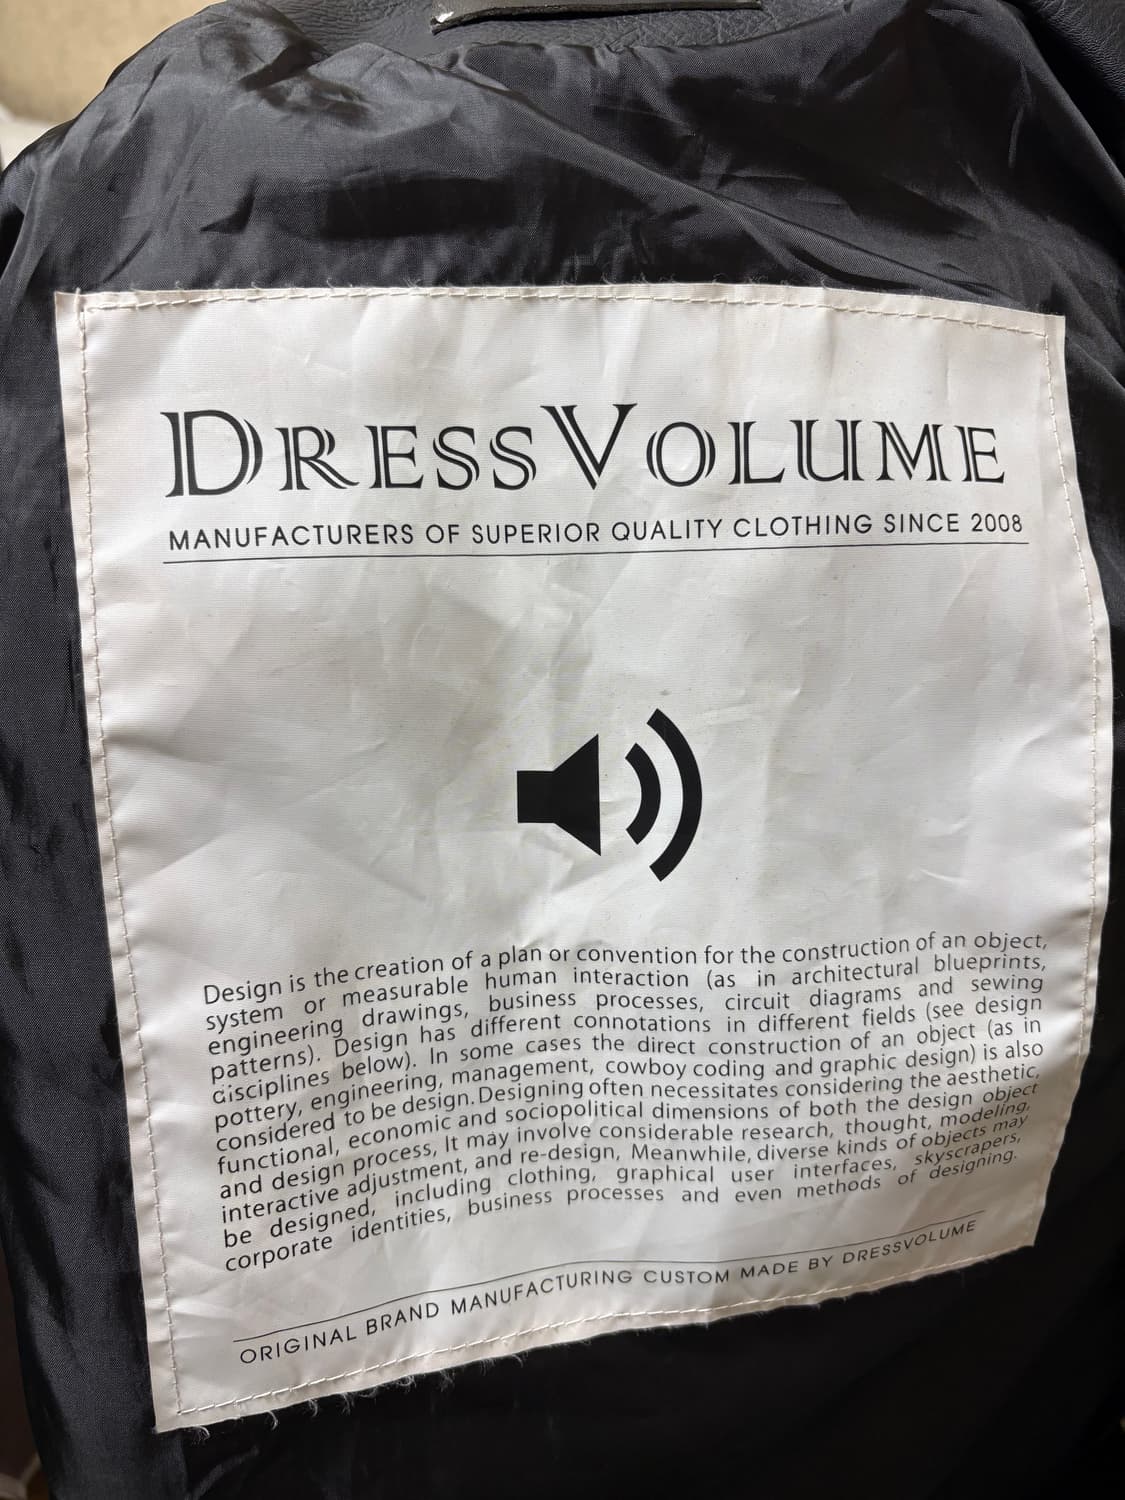 DRESSVOLUME
MANUFACTURERS OF SUPERIOR QUALITY CLOTHING SINCE 2008
Design is the creation of a plan or convention for the construction of an object,
system or measurable human interaction (as in architectural blueprints,
engineering drawings, business processes, circuit diagrams and sewing
patterns). Design has different connotations in different fields (see design
disciplines below). In some cases the direct construction of an object (as in
pottery, engineering, management, cowboy coding and graphic design) is also
considered to be design. Designing often necessitates considering the aesthetic,
functional, economic and sociopolitical dimensions of both the design object
and design process, It may involve considerable research, thought, modeling,
interactive adjustment, and re-design, Meanwhile, diverse kinds of objects may
be designed, including clothing, graphical user interfaces, skyscrapers,
corporate identities, business processes and even methods of designing.
ORIGINAL BRAND MANUFACTURING CUSTOM MADE BY DRESSVOLUME